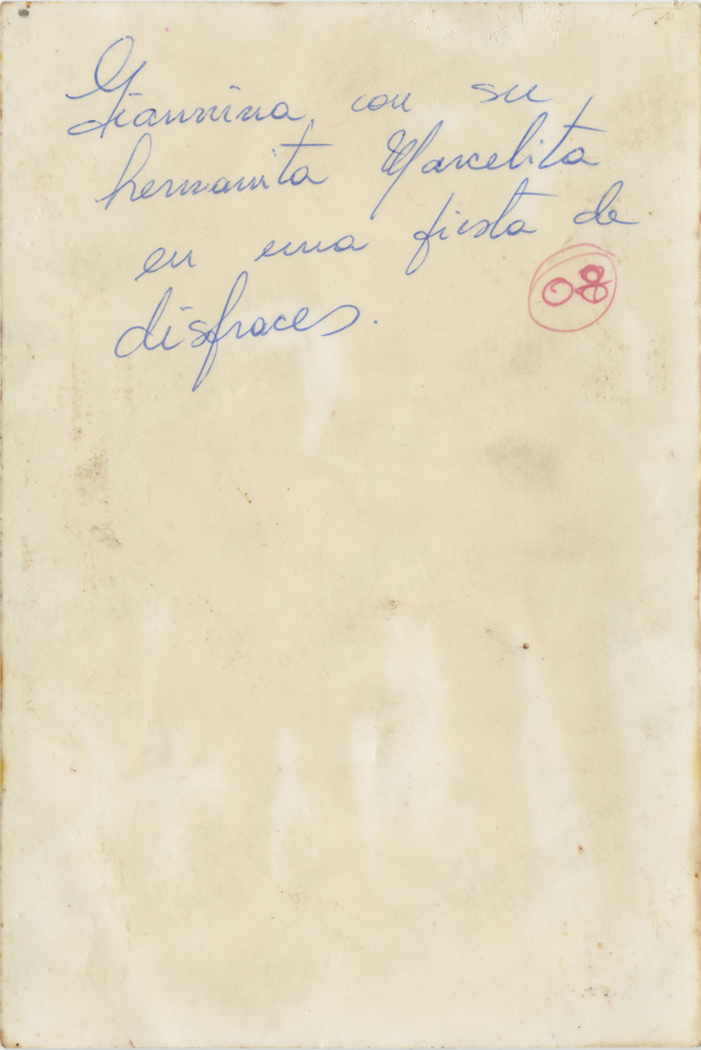 Giannina con su
hermanita Marcelita
en una fiesta de
disfraces.
08